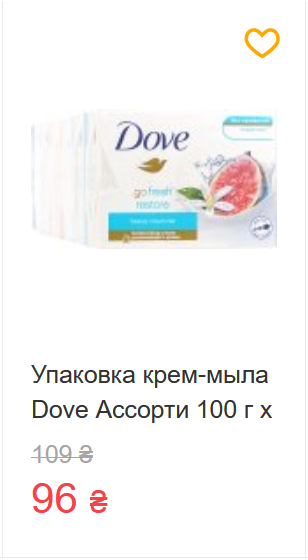 Dove
go fresh
restore
Упаковка крем-мыла
Dove Ассорти 100 г х
109 ₴
96 ₴